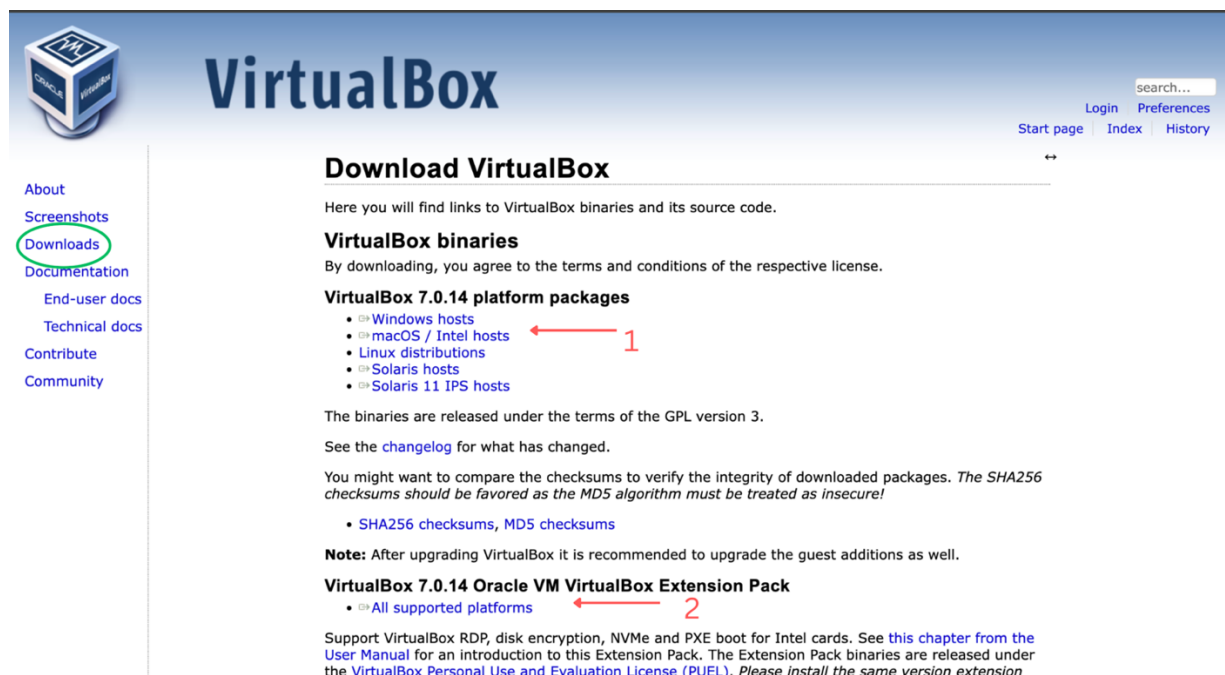 ORACLE
VirtualBox
VirtualBox
search...
Login Preferences
Start page Index History
About
Screenshots
Downloads
Documentation
End-user docs
Technical docs
Contribute
Community
Download VirtualBox
Here you will find links to VirtualBox binaries and its source code.
VirtualBox binaries
By downloading, you agree to the terms and conditions of the respective license.
VirtualBox 7.0.14 platform packages
• Windows hosts
• macOS / Intel hosts
1
• Linux distributions
• Solaris hosts
• Solaris 11 IPS hosts
The binaries are released under the terms of the GPL version 3.
See the changelog for what has changed.
You might want to compare the checksums to verify the integrity of downloaded packages. The SHA256
checksums should be favored as the MD5 algorithm must be treated as insecure!
• SHA256 checksums, MD5 checksums
Note: After upgrading VirtualBox it is recommended to upgrade the guest additions as well.
VirtualBox 7.0.14 Oracle VM VirtualBox Extension Pack
• All supported platforms
2
Support VirtualBox RDP, disk encryption, NVMe and PXE boot for Intel cards. See this chapter from the
User Manual for an introduction to this Extension Pack. The Extension Pack binaries are released under
the VirtualBox Personal Use and Evaluation License (PUEL). Please install the same version extension